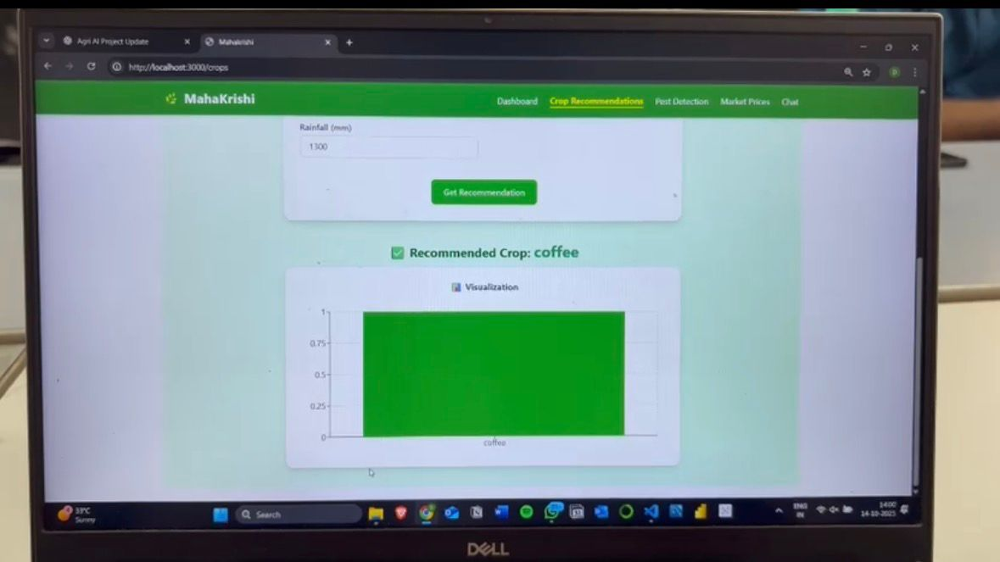 Agri AI Project Update
Mahakrishi
http://localhost:3000/crops
D
MahaKrishi
Dashboard
Crop Recommendations
Pest Detection
Market Prices
Chat
Rainfall (mm)
1300
Get Recommendation
Recommended Crop: coffee
Visualization
1
0.75
0.5
0.25
0
coffee
33°C
Sunny
Search
ENG
IN
14:00
14-10-2025
DELL